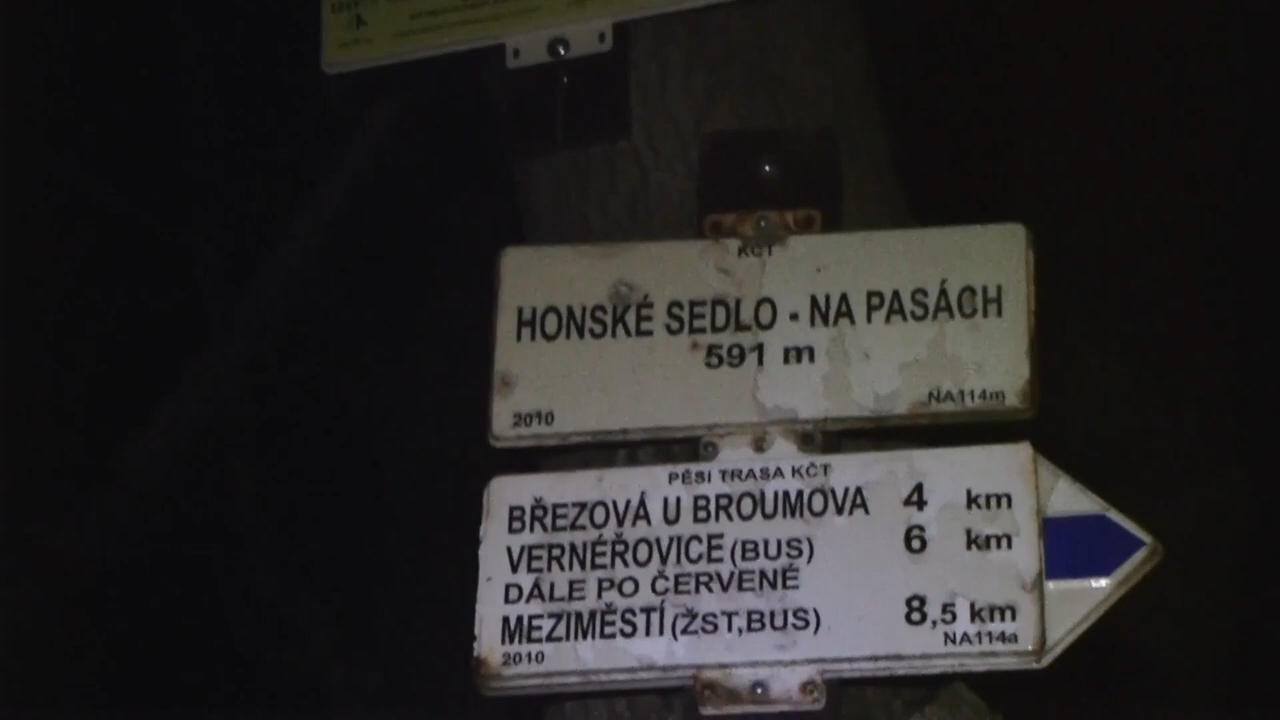 KČT
HONSKÉ SEDLO - NA PASÁCH
591 m
2010 NA114m
PĚSI TRASA KČT
BŘEZOVÁ U BROUMOVA 4 km
VERNÉŘOVICE (BUS) 6 km
DÁLE PO ČERVENÉ
MEZIMĚSTÍ (ŽST,BUS) 8,5 km
2010 NA114a